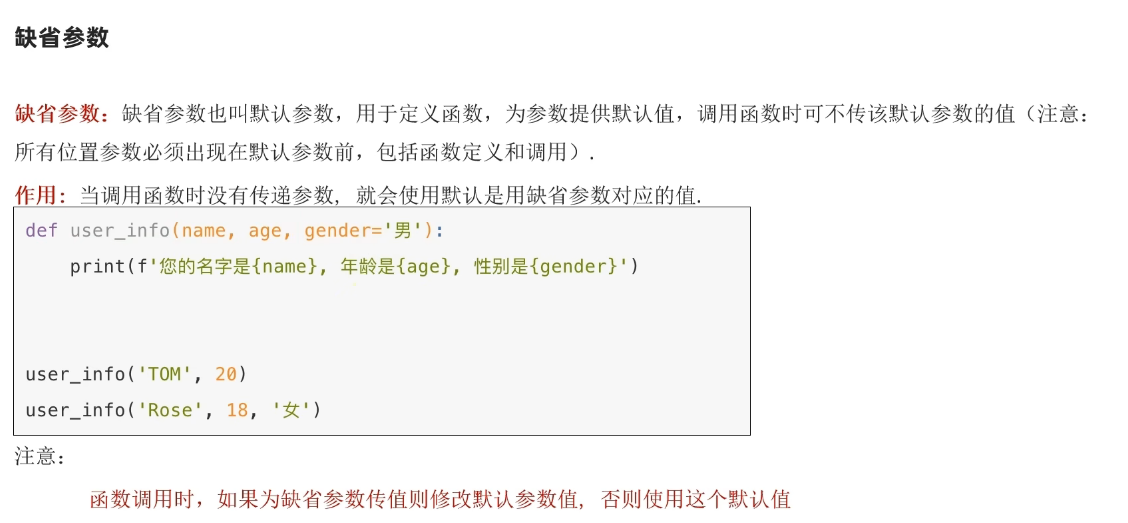 缺省参数
缺省参数：缺省参数也叫默认参数，用于定义函数，为参数提供默认值，调用函数时可不传该默认参数的值（注意：
所有位置参数必须出现在默认参数前，包括函数定义和调用）.
作用：当调用函数时没有传递参数, 就会使用默认是用缺省参数对应的值.
def user_info(name, age, gender='男'):
    print(f'您的名字是{name}, 年龄是{age}, 性别是{gender}')
user_info('TOM', 20)
user_info('Rose', 18, '女')
注意：
函数调用时，如果为缺省参数传值则修改默认参数值, 否则使用这个默认值